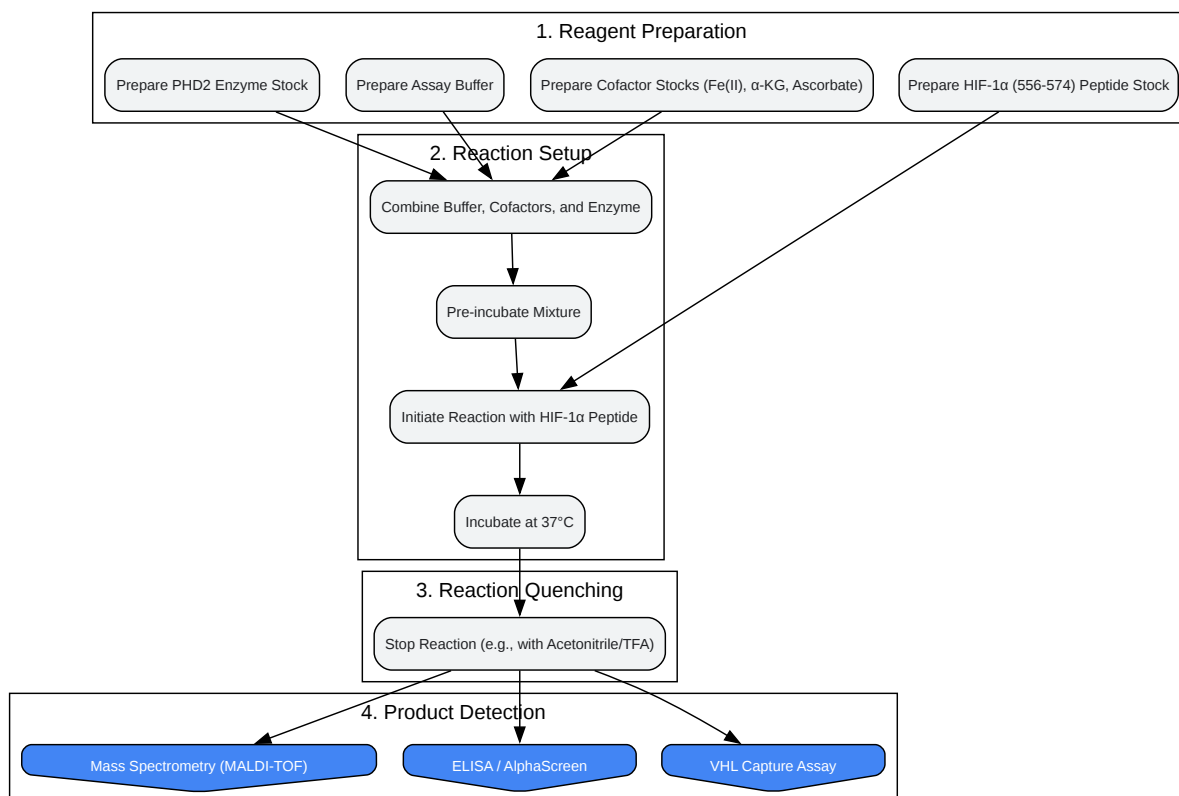 1. Reagent Preparation
Prepare PHD2 Enzyme Stock
Prepare Assay Buffer
Prepare Cofactor Stocks (Fe(II), α-KG, Ascorbate)
Prepare HIF-1α (556-574) Peptide Stock
2. Reaction Setup
Combine Buffer, Cofactors, and Enzyme
Pre-incubate Mixture
Initiate Reaction with HIF-1α Peptide
Incubate at 37°C
3. Reaction Quenching
Stop Reaction (e.g., with Acetonitrile/TFA)
4. Product Detection
Mass Spectrometry (MALDI-TOF)
ELISA / AlphaScreen
VHL Capture Assay